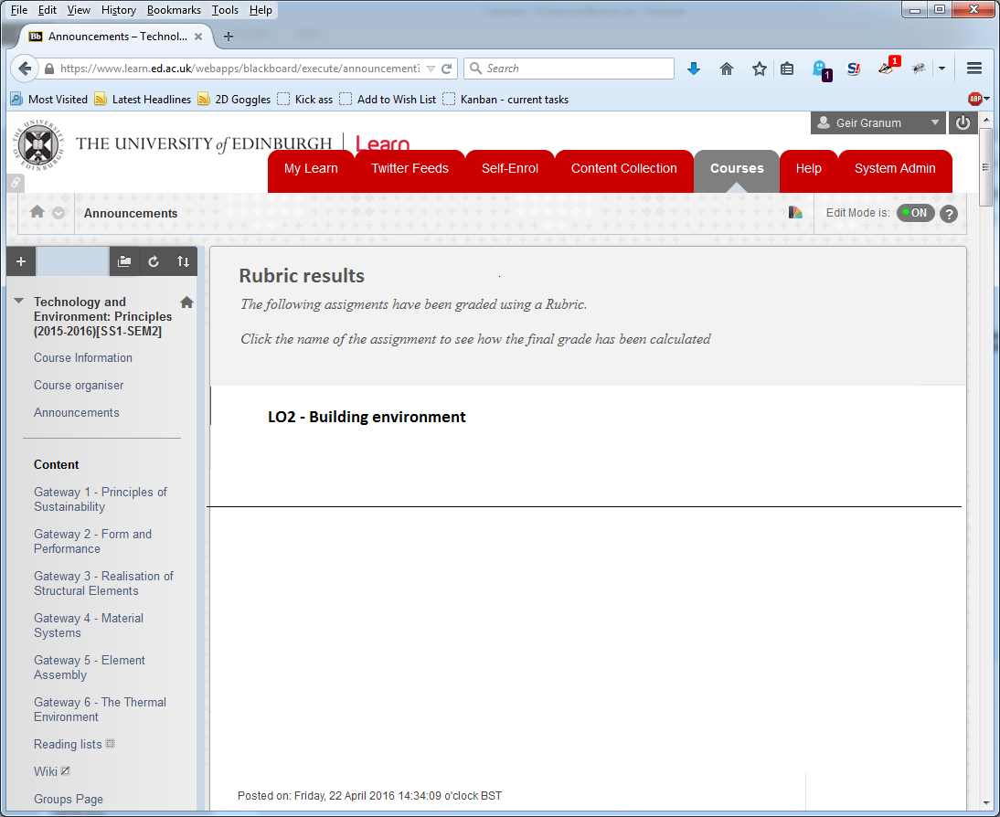 File Edit View History Bookmarks Tools Help
Bb Announcements – Technol...
https://www.learn.ed.ac.uk/webapps/blackboard/execute/announcement?
Search
1
S!
1
Most Visited Latest Headlines 2D Goggles Kick ass Add to Wish List Kanban - current tasks
ABP
THE UNIVERSITY of EDINBURGH
THE UNIVERSITY of EDINBURGH Learn
Geir Granum
My Learn Twitter Feeds Self-Enrol Content Collection Courses Help System Admin
Announcements
Edit Mode is: ON ?
Technology and
Environment: Principles
(2015-2016)[SS1-SEM2]
Course Information
Course organiser
Announcements
Content
Gateway 1 - Principles of
Sustainability
Gateway 2 - Form and
Performance
Gateway 3 - Realisation of
Structural Elements
Gateway 4 - Material
Systems
Gateway 5 - Element
Assembly
Gateway 6 - The Thermal
Environment
Reading lists
Wiki
Groups Page
Rubric results
The following assigments have been graded using a Rubric.
Click the name of the assignment to see how the final grade has been calculated
LO2 - Building environment
Posted on: Friday, 22 April 2016 14:34:09 o'clock BST